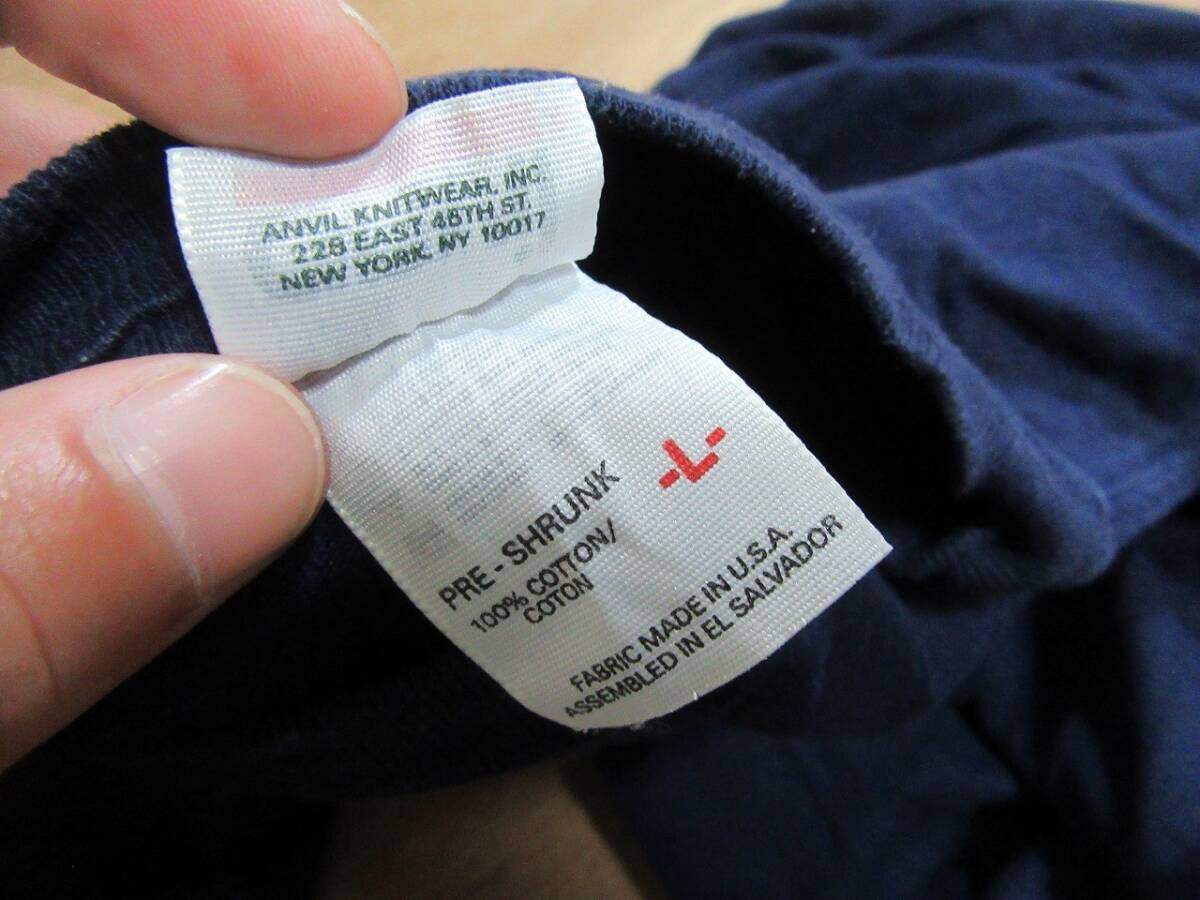 ANVIL KNITWEAR, INC.
228 EAST 45TH ST.
NEW YORK, NY 10017
-L-
PRE - SHRUNK
100% COTTON/
COTON
FABRIC MADE IN U.S.A.
ASSEMBLED IN EL SALVADOR